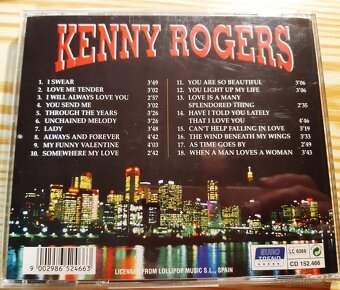 KENNY ROGERS
1. I SWEAR 3'49
2. LOVE ME TENDER 3'02
3. I WILL ALWAYS LOVE YOU 2'51
4. YOU SEND ME 3'02
5. THROUGH THE YEARS 3'26
6. UNCHAINED MELODY 3'26
7. LADY 3'48
8. ALWAYS AND FOREVER 4'42
9. MY FUNNY VALENTINE 2'42
10. SOMEWHERE MY LOVE 2'52
11. YOU ARE SO BEAUTIFUL 3'06
12. YOU LIGHT UP MY LIFE 3'06
13. LOVE IS A MANY
SPLENDORED THING 2'35
14. HAVE I TOLD YOU LATELY
THAT I LOVE YOU 4'46
15. CAN'T HELP FALLING IN LOVE 3'19
16. THE WIND BENEATH MY WINGS 3'33
17. AS TIME GOES BY 2'49
18. WHEN A MAN LOVES A WOMAN 3'43
9 002986 524663
LICENSED FROM LOLLIPOP MUSIC S.L., SPAIN
TREND
CD 152.466